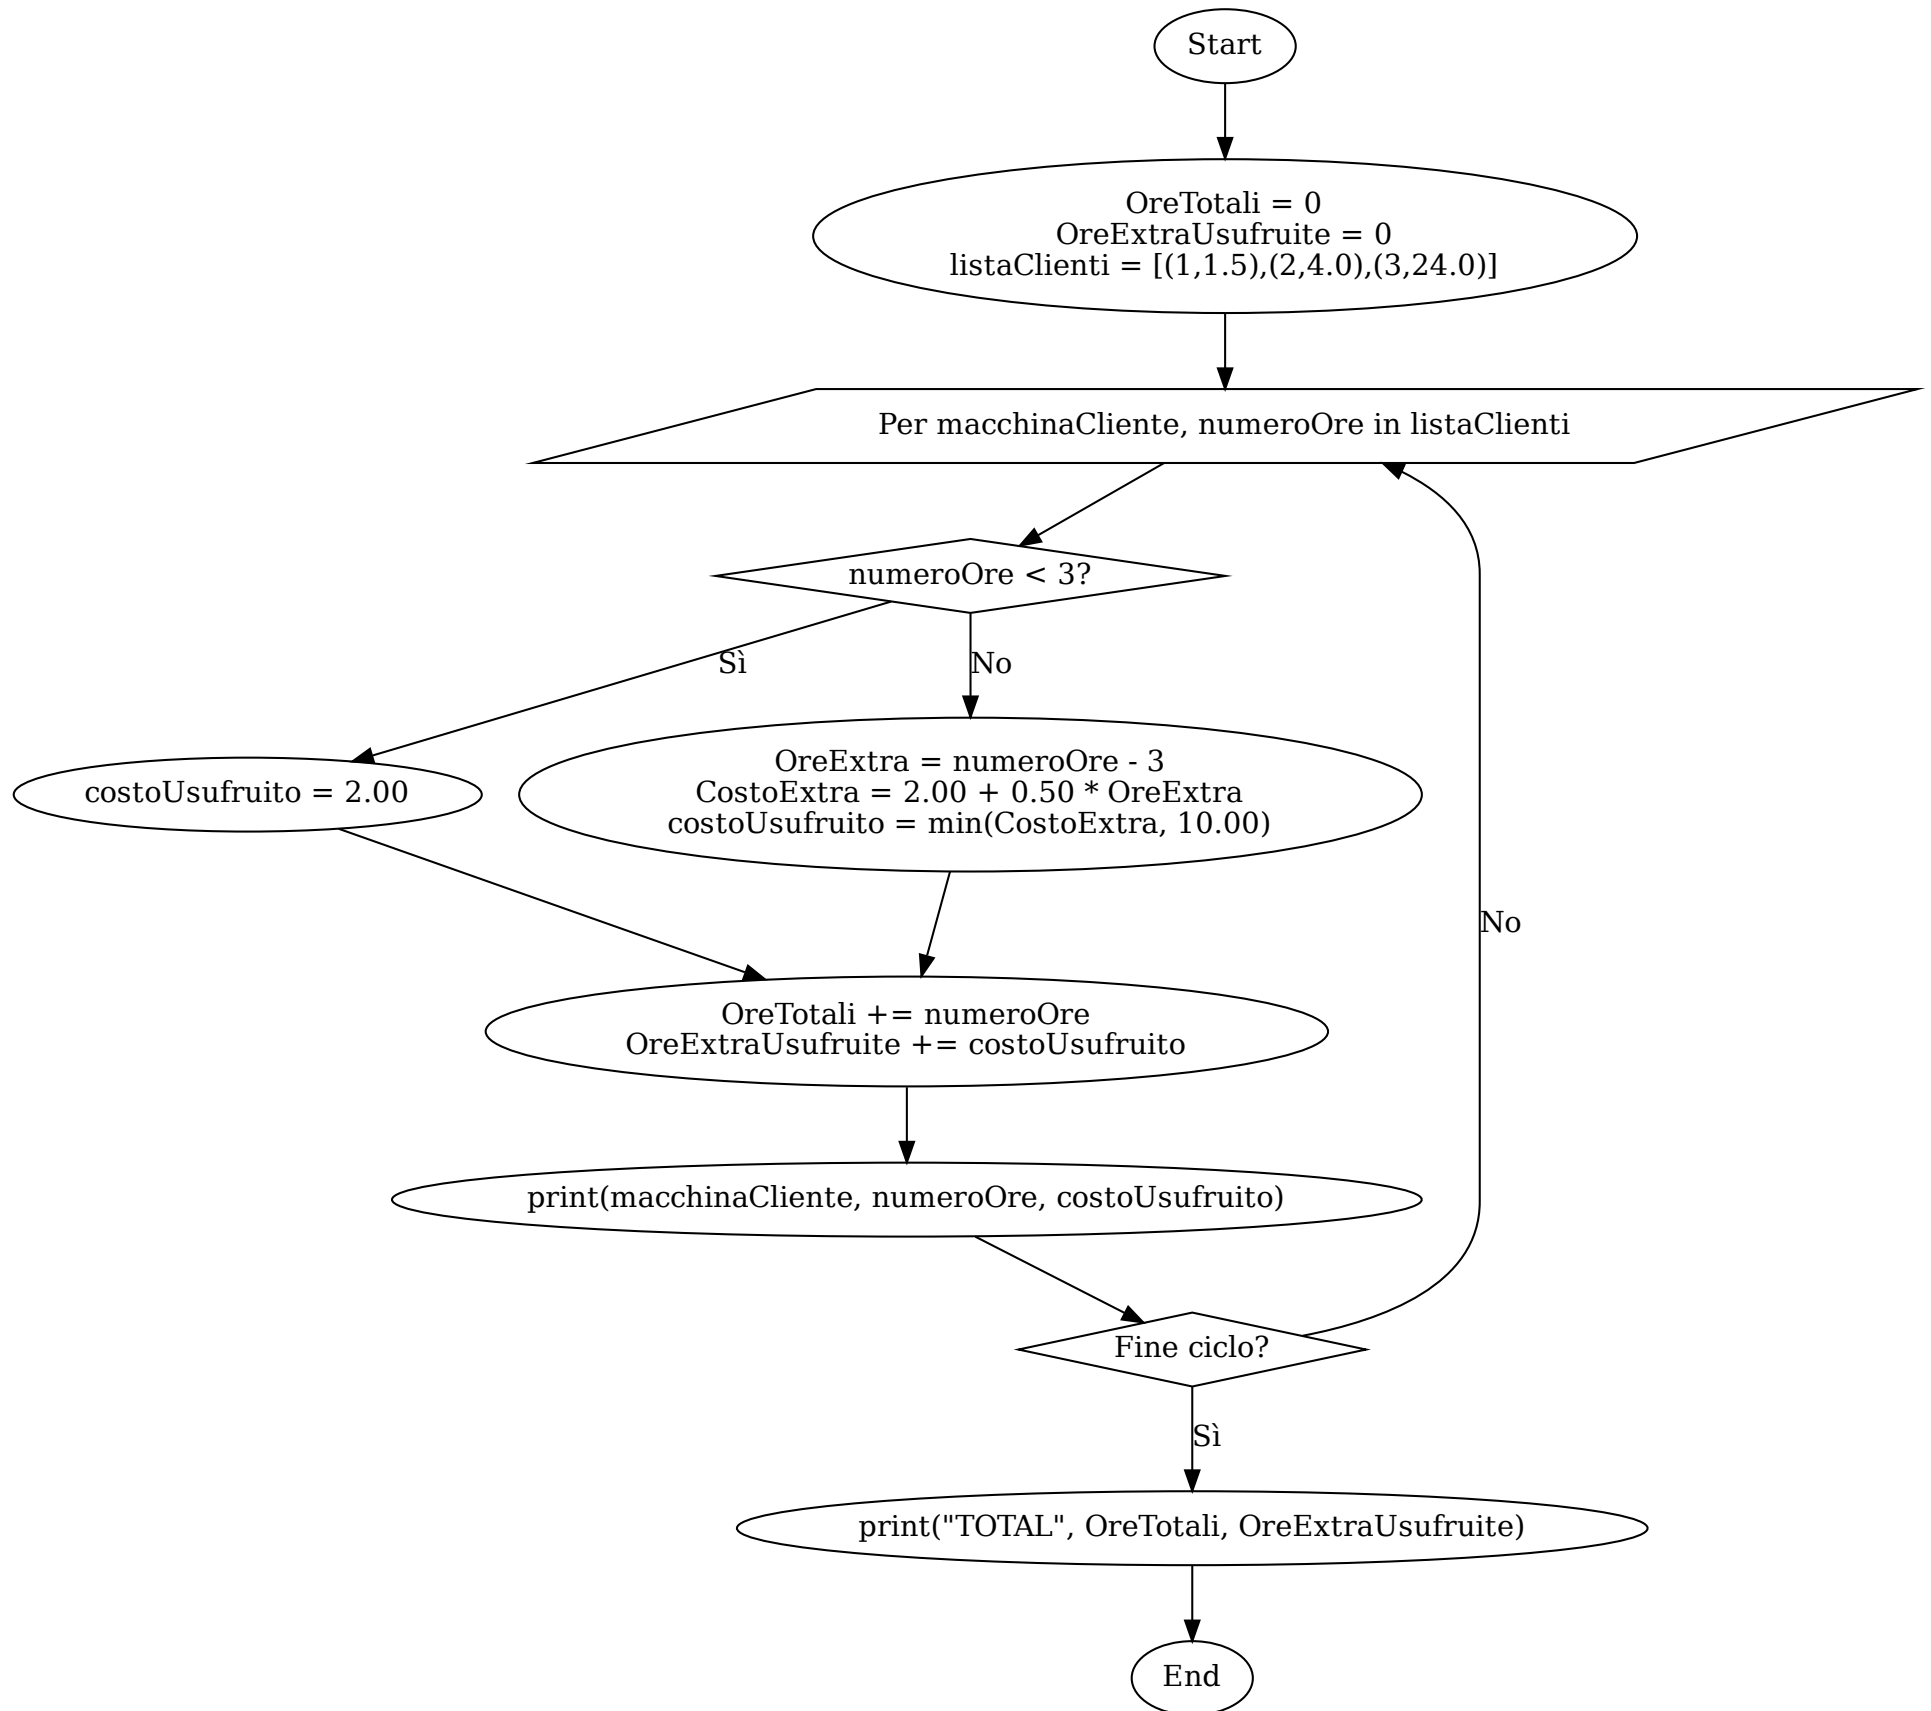 Start
OreTotali = 0
OreExtraUsufruite = 0
listaClienti = [(1,1.5),(2,4.0),(3,24.0)]
Per macchinaCliente, numeroOre in listaClienti
numeroOre < 3?
Sì
No
costoUsufruito = 2.00
OreExtra = numeroOre - 3
CostoExtra = 2.00 + 0.50 * OreExtra
costoUsufruito = min(CostoExtra, 10.00)
No
OreTotali += numeroOre
OreExtraUsufruite += costoUsufruito
print(macchinaCliente, numeroOre, costoUsufruito)
Fine ciclo?
Sì
print("TOTAL", OreTotali, OreExtraUsufruite)
End